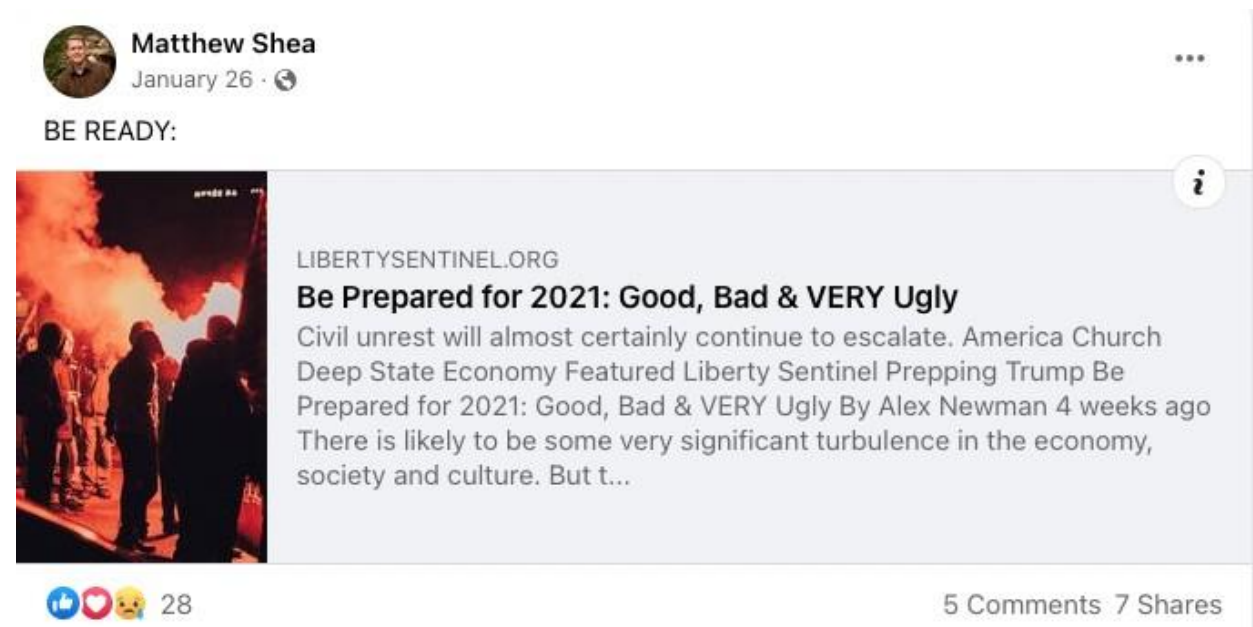 Matthew Shea
January 26 ·
BE READY:
LIBERTYSENTINEL.ORG
Be Prepared for 2021: Good, Bad & VERY Ugly
Civil unrest will almost certainly continue to escalate. America Church
Deep State Economy Featured Liberty Sentinel Prepping Trump Be
Prepared for 2021: Good, Bad & VERY Ugly By Alex Newman 4 weeks ago
There is likely to be some very significant turbulence in the economy,
society and culture. But t...
28
5 Comments 7 Shares